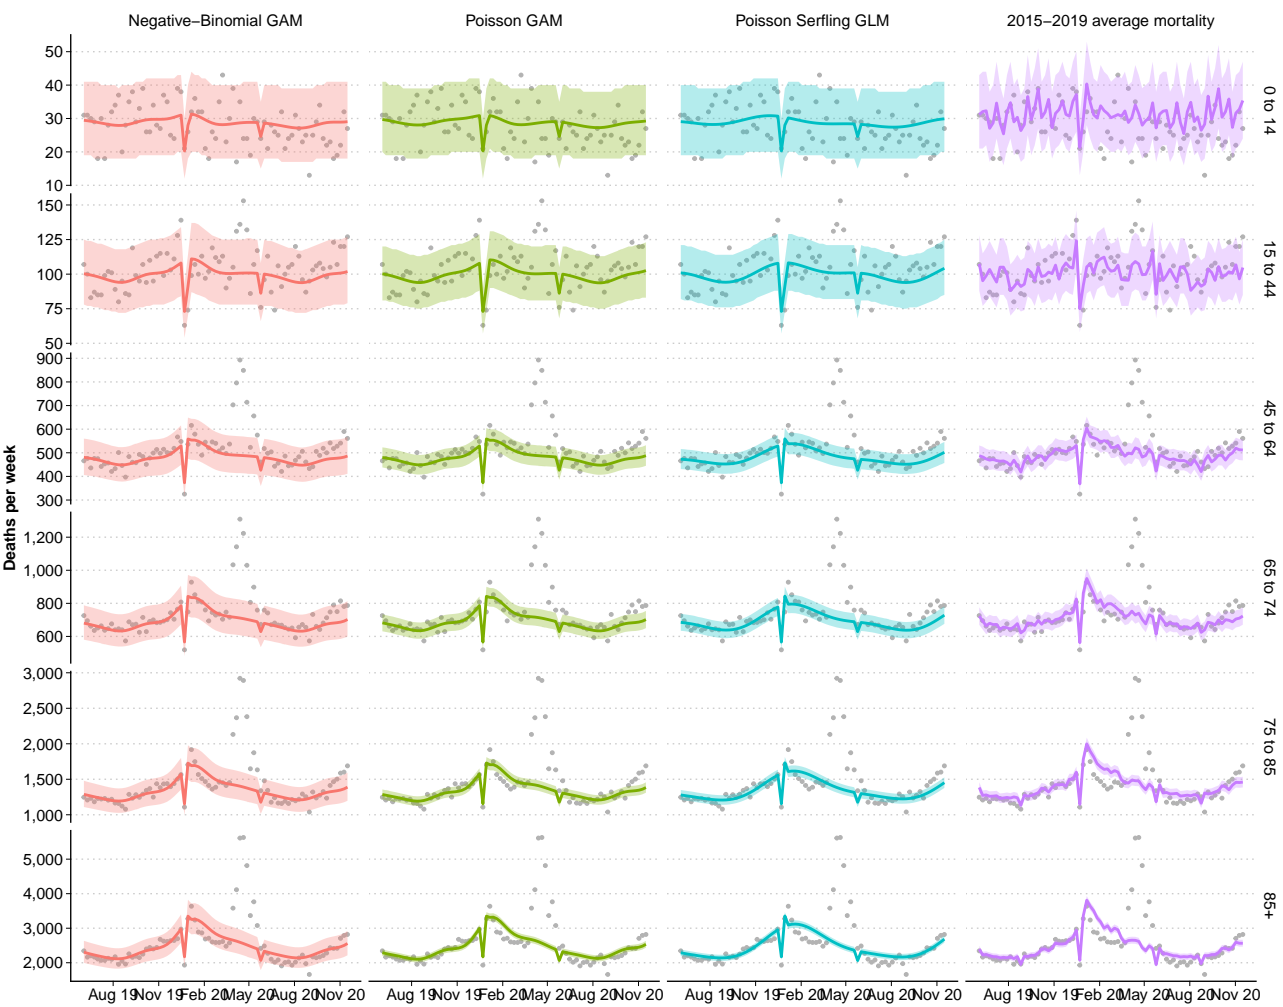 Negative−Binomial GAM
Poisson GAM
Poisson Serfling GLM
2015−2019 average mortality
50
40
30
20
10
0 to 14
150
125
100
75
50
15 to 44
900
800
700
600
500
400
300
45 to 64
Deaths per week
1,200
1,000
800
600
65 to 74
3,000
2,500
2,000
1,500
1,000
75 to 85
5,000
4,000
3,000
2,000
85+
Aug 19 Nov 19 Feb 20 May 20 Aug 20 Nov 20
Aug 19 Nov 19 Feb 20 May 20 Aug 20 Nov 20
Aug 19 Nov 19 Feb 20 May 20 Aug 20 Nov 20
Aug 19 Nov 19 Feb 20 May 20 Aug 20 Nov 20